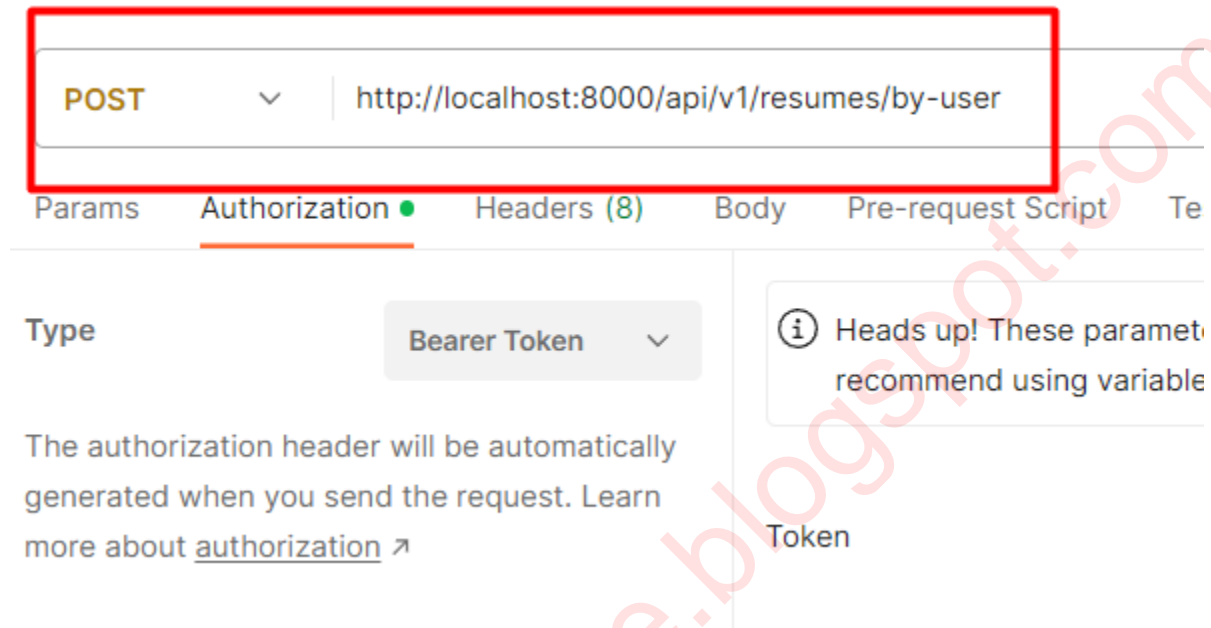 POST http://localhost:8000/api/v1/resumes/by-user
Params Authorization Headers (8) Body Pre-request Script
Type Bearer Token
Heads up! These
recommend using
The authorization header will be automatically
generated when you send the request. Learn
more about authorization ↗
Token
.blogspot.com